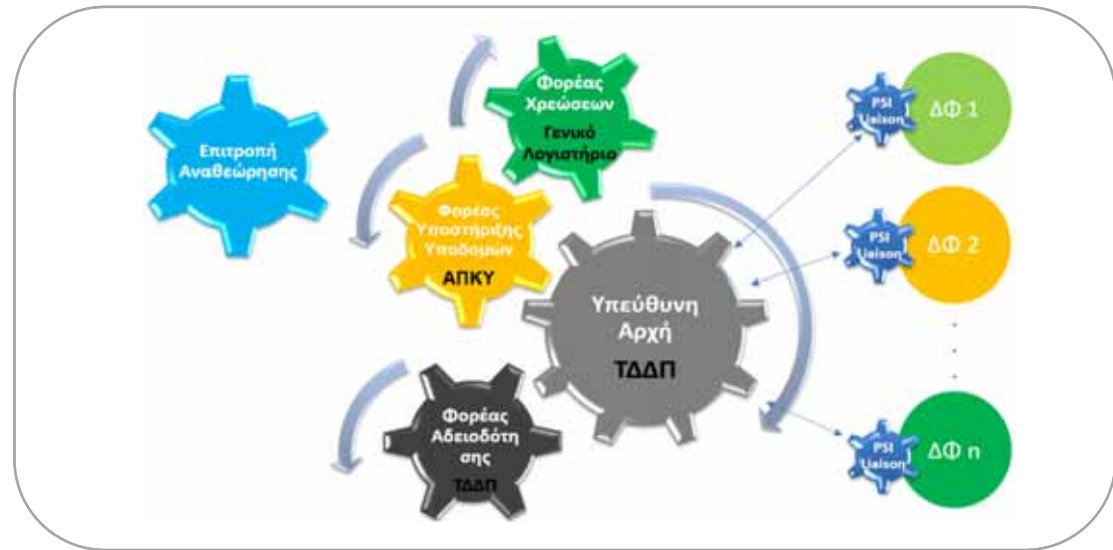 Επιτροπή
Αναθεώρησης
Φορέας
Χρεώσεων
Γενικό
Λογιστήριο
Φορέας
Υποστήριξης
Υποδομών
ΑΠΚΥ
Υπεύθυνη
Αρχή
ΤΔΔΠ
Φορέας
Αδειοδότη
σης
ΤΔΔΠ
PSI
Liaison
ΔΦ 1
PSI
Liaison
ΔΦ 2
PSI
Liaison
ΔΦ n